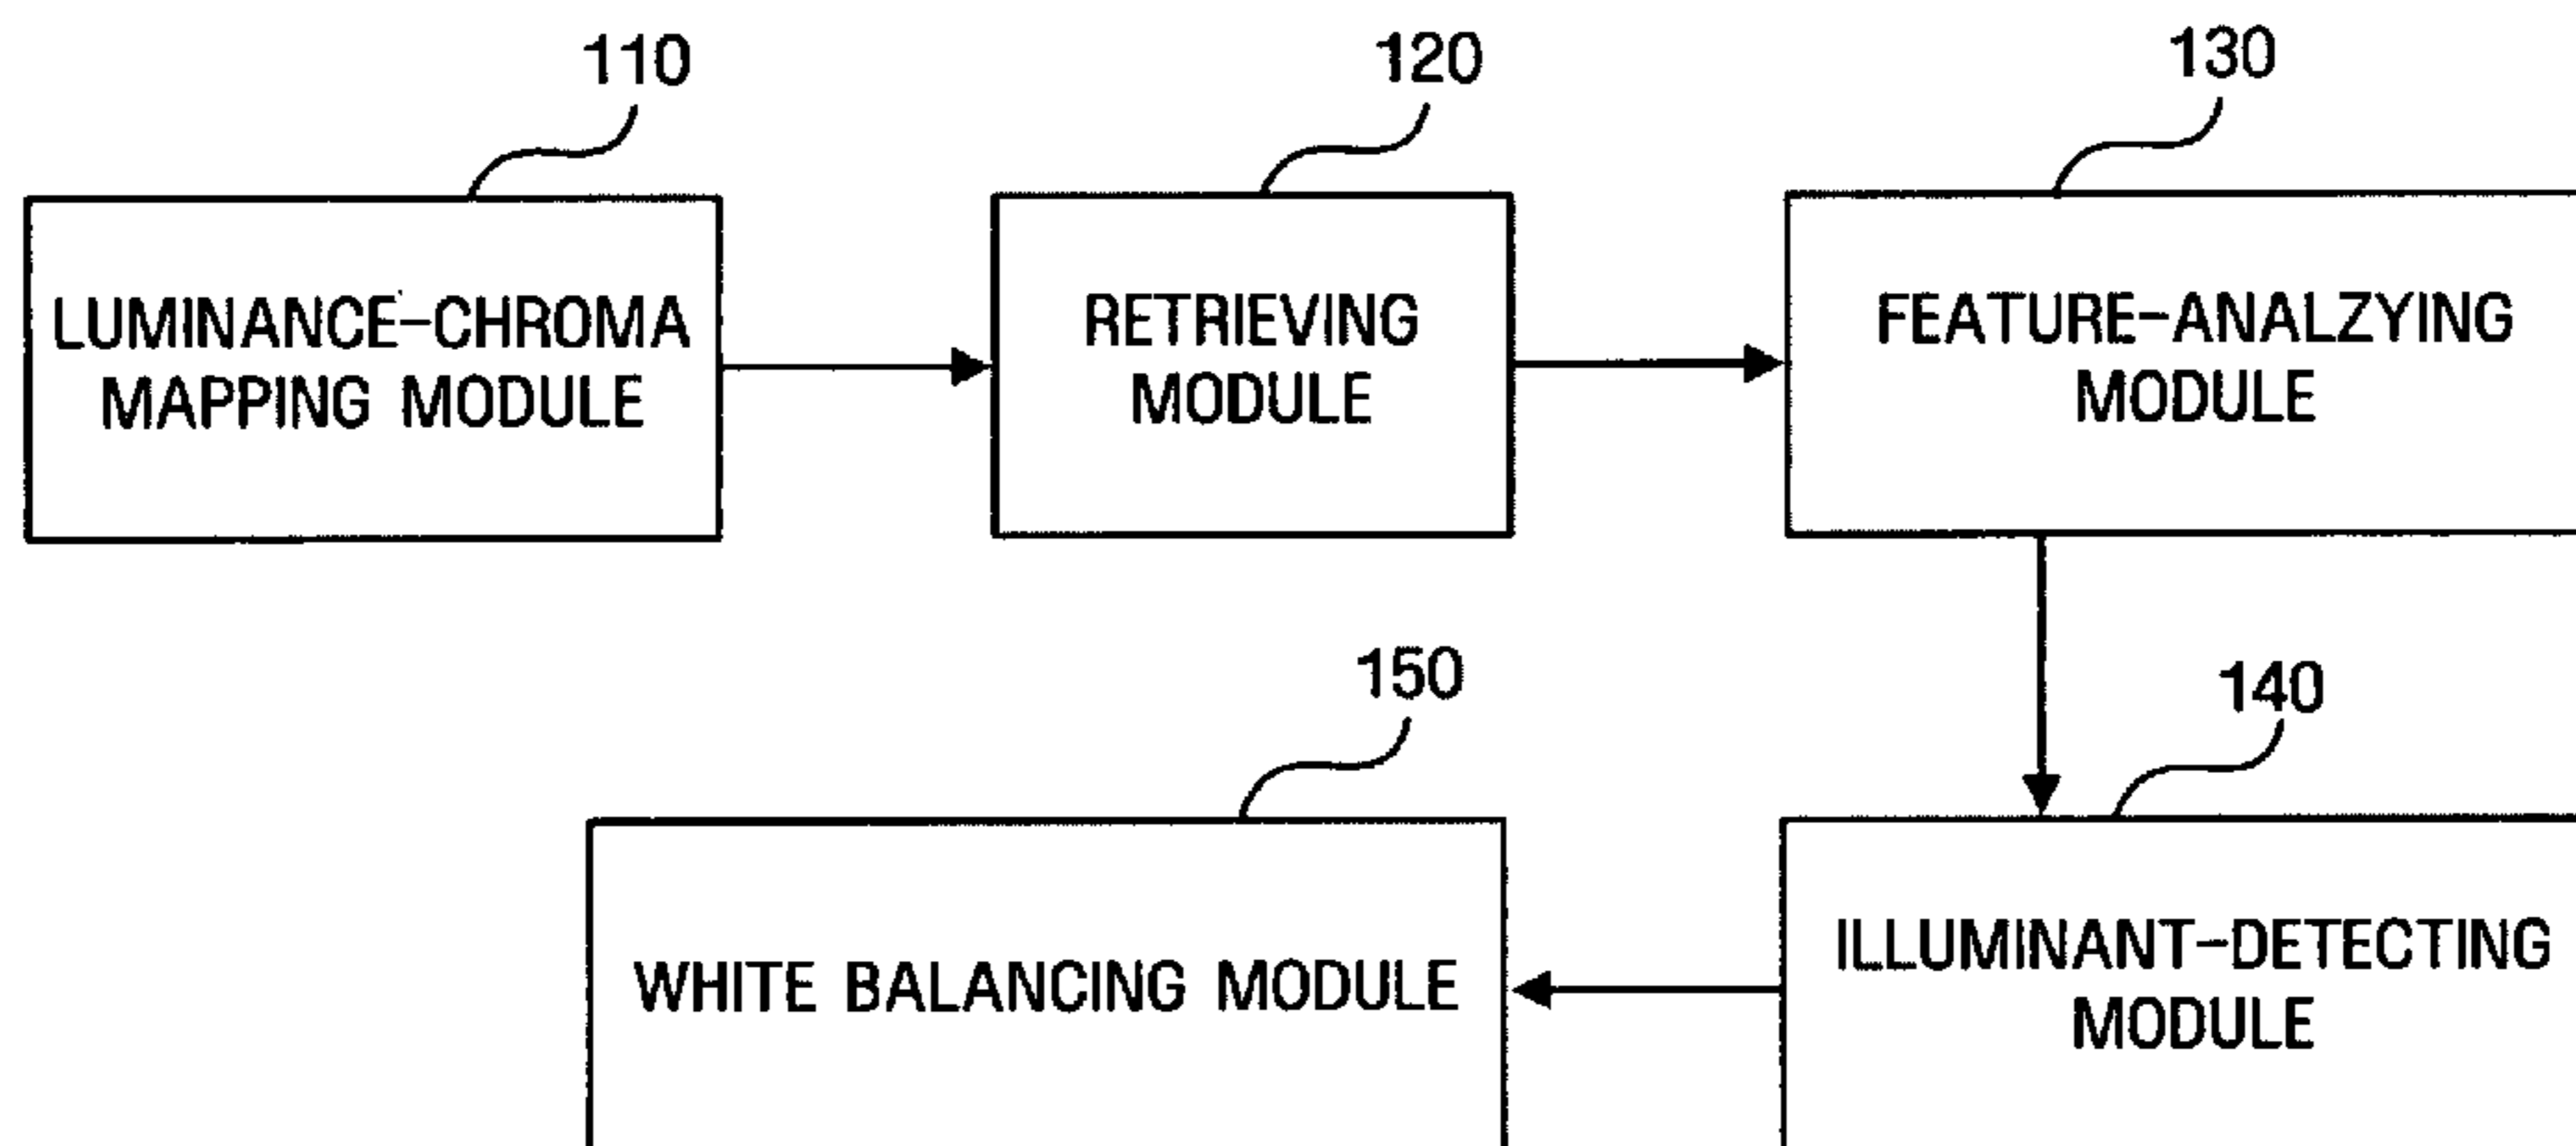 110
120
130
LUMINANCE-CHROMA
MAPPING MODULE
RETRIEVING
MODULE
FEATURE-ANALZYING
MODULE
150
140
WHITE BALANCING MODULE
ILLUMINANT-DETECTING
MODULE